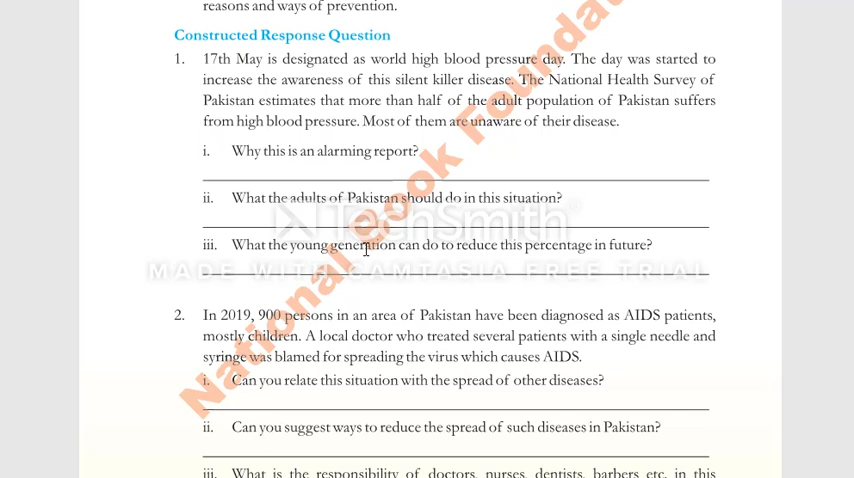 reasons and ways of prevention.
Constructed Response Question
1. 17th May is designated as world high blood pressure day. The day was started to
increase the awareness of this silent killer disease. The National Health Survey of
Pakistan estimates that more than half of the adult population of Pakistan suffers
from high blood pressure. Most of them are unaware of their disease.
i. Why this is an alarming report?
ii. What the adults of Pakistan should do in this situation?
TechSmith
iii. What the young generation can do to reduce this percentage in future?
MADE WITH CAMTASIA FREE TRIAL
2. In 2019, 900 persons in an area of Pakistan have been diagnosed as AIDS patients,
mostly children. A local doctor who treated several patients with a single needle and
syringe was blamed for spreading the virus which causes AIDS.
i. Can you relate this situation with the spread of other diseases?
ii. Can you suggest ways to reduce the spread of such diseases in Pakistan?
iii. What is the responsibility of doctors, nurses, dentists, barbers etc. in this
National Book Foundat